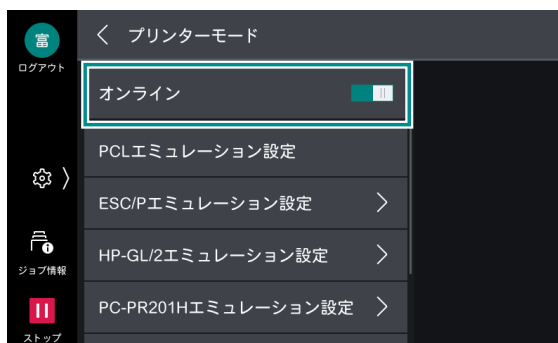 富
ログアウト
プリンターモード
オンライン
PCLエミュレーション設定
ESC/Pエミュレーション設定
HP-GL/2エミュレーション設定
PC-PR201Hエミュレーション設定
ジョブ情報
ストップ